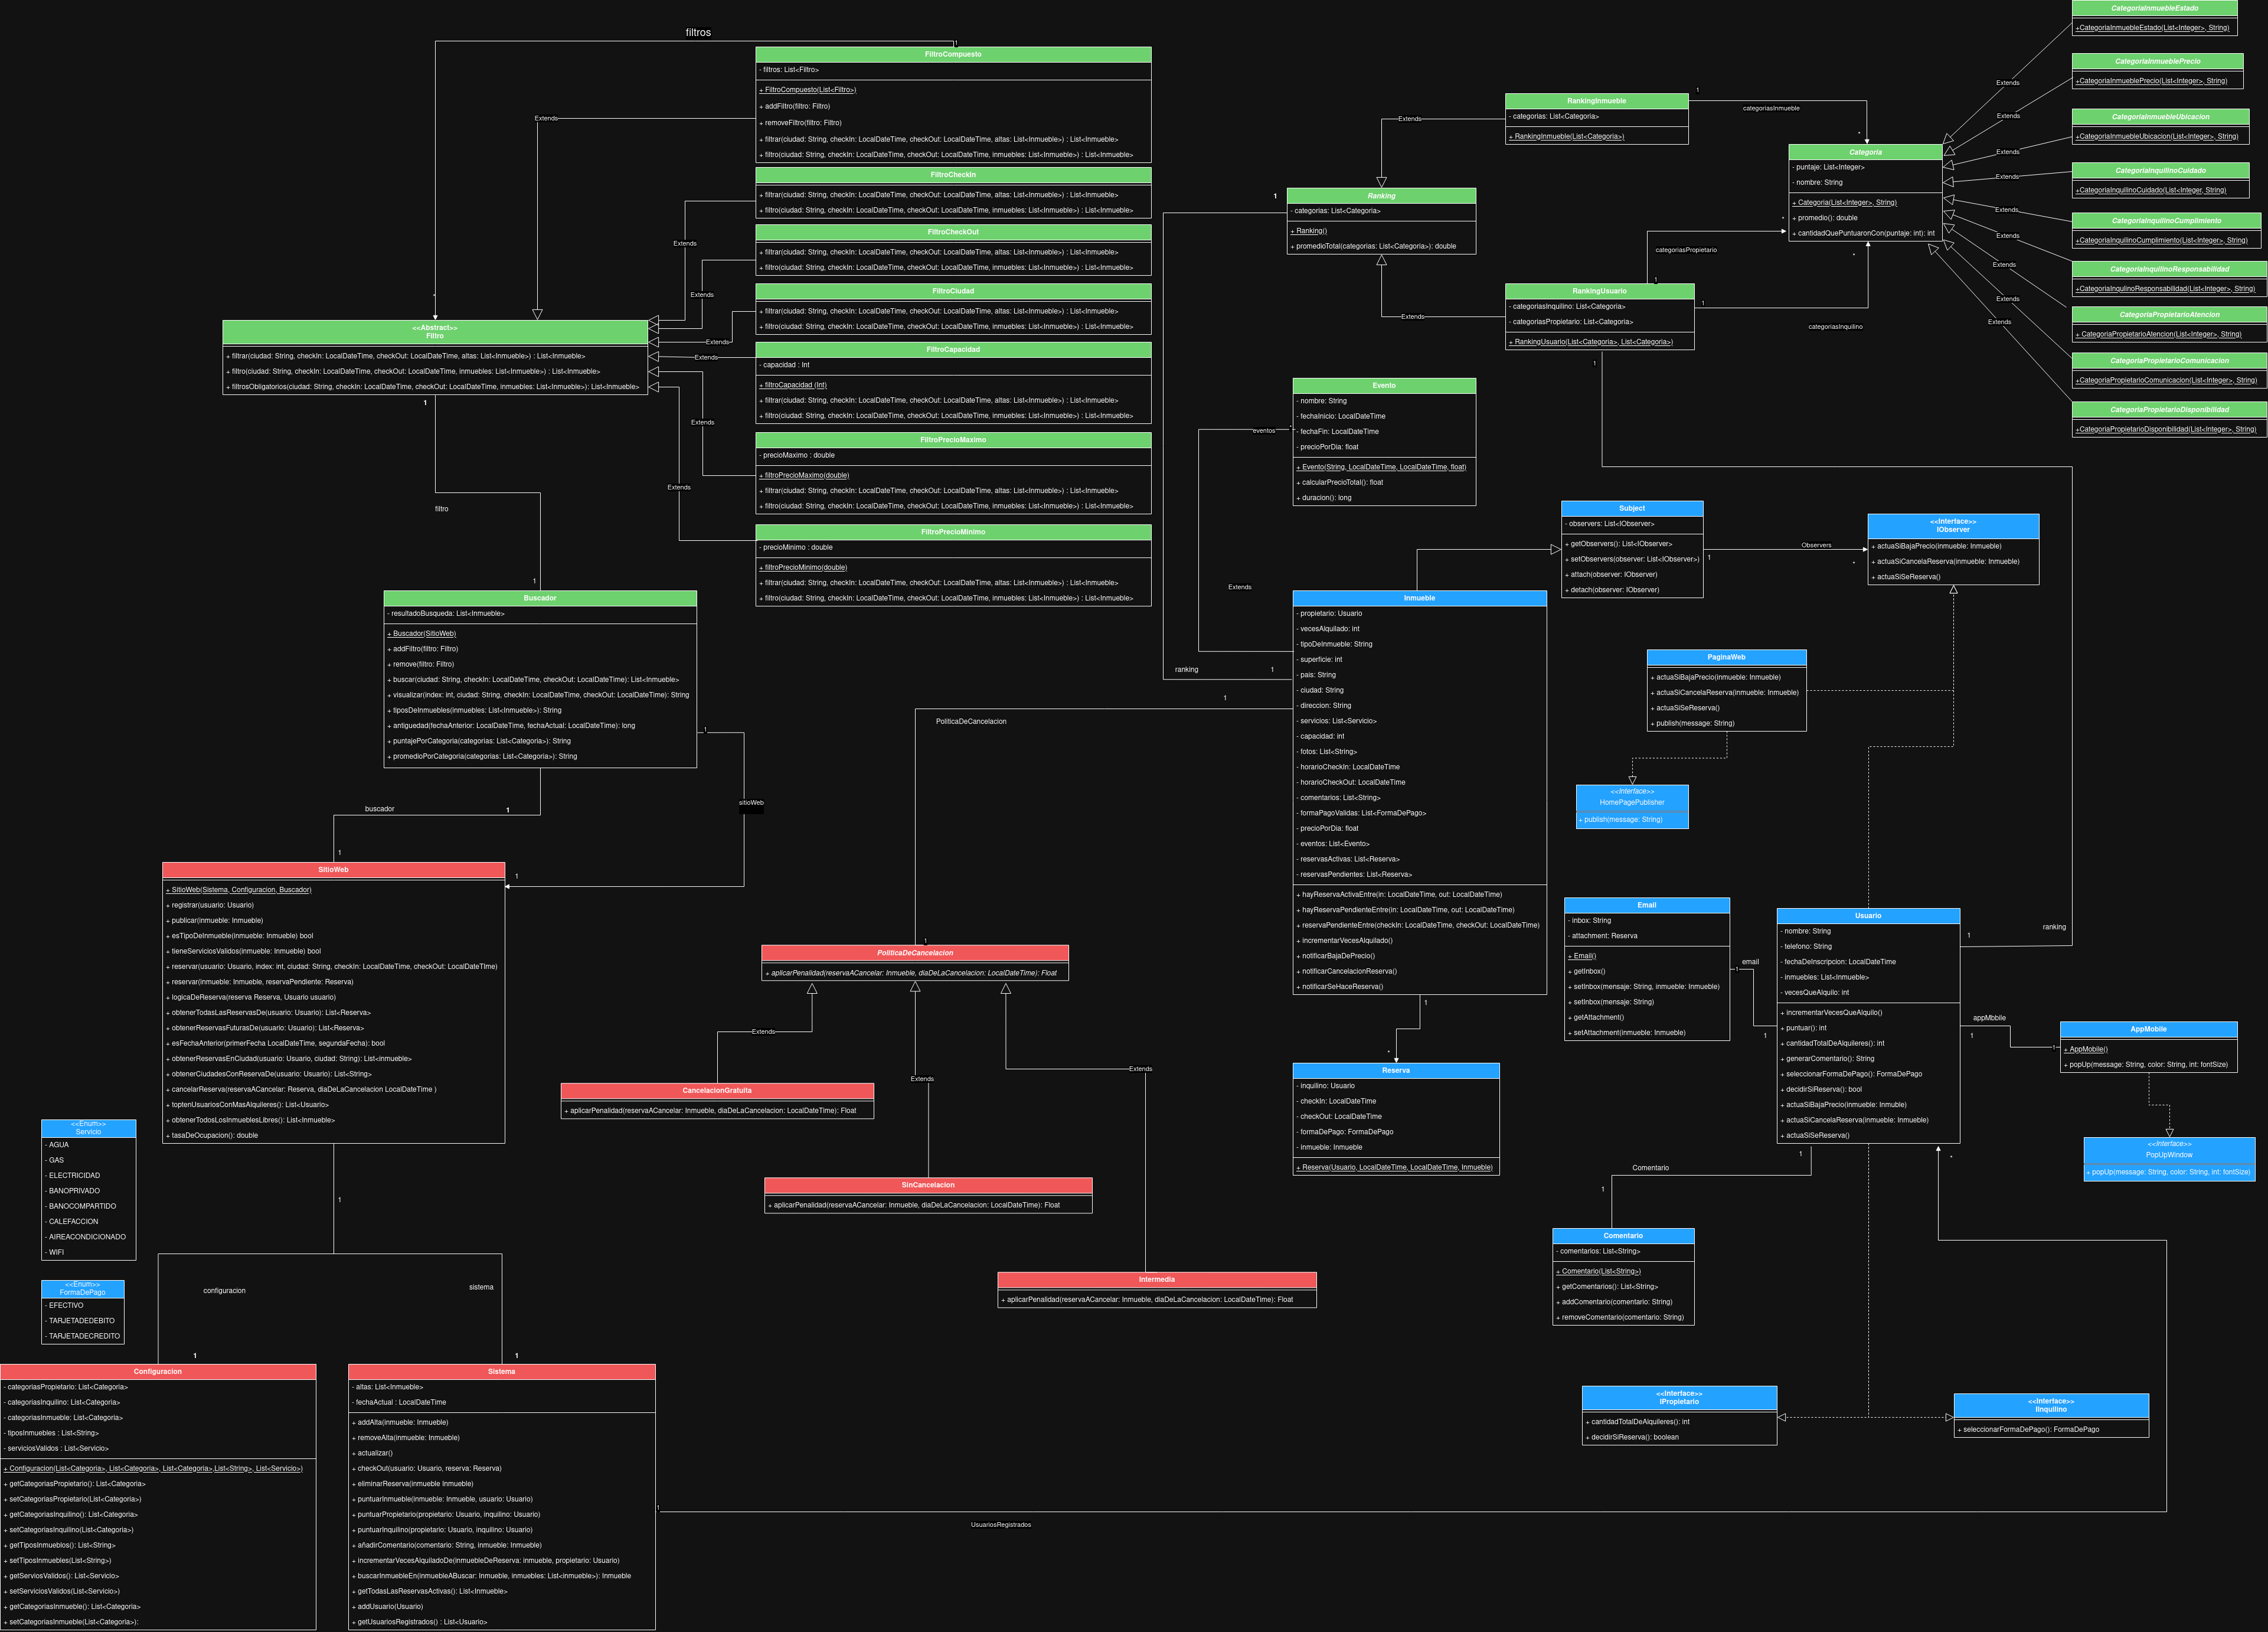 filtros
1
FiltroCompuesto
- filtros: List<Filtro>
+ FiltroCompuesto(List<Filtro>)
+ addFiltro(filtro: Filtro)
+ removeFiltro(filtro: Filtro)
+ filtrar(ciudad: String, checkIn: LocalDateTime, checkOut: LocalDateTime, altas: List<Inmueble>) : List<Inmueble>
+ filtro(ciudad: String, checkIn: LocalDateTime, checkOut: LocalDateTime, inmuebles: List<Inmueble>) : List<Inmueble>
Extends
FiltroCheckIn
+ filtrar(ciudad: String, checkIn: LocalDateTime, checkOut: LocalDateTime, altas: List<Inmueble>) : List<Inmueble>
+ filtro(ciudad: String, checkIn: LocalDateTime, checkOut: LocalDateTime, inmuebles: List<Inmueble>) : List<Inmueble>
Extends
FiltroCheckOut
+ filtrar(ciudad: String, checkIn: LocalDateTime, checkOut: LocalDateTime, altas: List<Inmueble>) : List<Inmueble>
+ filtro(ciudad: String, checkIn: LocalDateTime, checkOut: LocalDateTime, inmuebles: List<Inmueble>) : List<Inmueble>
Extends
FiltroCiudad
+ filtrar(ciudad: String, checkIn: LocalDateTime, checkOut: LocalDateTime, altas: List<Inmueble>) : List<Inmueble>
+ filtro(ciudad: String, checkIn: LocalDateTime, checkOut: LocalDateTime, inmuebles: List<Inmueble>) : List<Inmueble>
Extends
FiltroCapacidad
- capacidad : Int
+ filtroCapacidad (Int)
+ filtrar(ciudad: String, checkIn: LocalDateTime, checkOut: LocalDateTime, altas: List<Inmueble>) : List<Inmueble>
+ filtro(ciudad: String, checkIn: LocalDateTime, checkOut: LocalDateTime, inmuebles: List<Inmueble>) : List<Inmueble>
Extends
FiltroPrecioMaximo
- precioMaximo : double
+ filtroPrecioMaximo(double)
+ filtrar(ciudad: String, checkIn: LocalDateTime, checkOut: LocalDateTime, altas: List<Inmueble>) : List<Inmueble>
+ filtro(ciudad: String, checkIn: LocalDateTime, checkOut: LocalDateTime, inmuebles: List<Inmueble>) : List<Inmueble>
Extends
FiltroPrecioMinimo
- precioMinimo : double
+ filtroPrecioMinimo(double)
+ filtrar(ciudad: String, checkIn: LocalDateTime, checkOut: LocalDateTime, altas: List<Inmueble>) : List<Inmueble>
+ filtro(ciudad: String, checkIn: LocalDateTime, checkOut: LocalDateTime, inmuebles: List<Inmueble>) : List<Inmueble>
Extends
*
<<Abstract>>
Filtro
+ filtrar(ciudad: String, checkIn: LocalDateTime, checkOut: LocalDateTime, altas: List<Inmueble>) : List<Inmueble>
+ filtro(ciudad: String, checkIn: LocalDateTime, checkOut: LocalDateTime, inmuebles: List<Inmueble>) : List<Inmueble>
+ filtrosObligatorios(ciudad: String, checkIn: LocalDateTime, checkOut: LocalDateTime, inmuebles: List<Inmueble>): List<Inmueble>
1
filtro
1
Buscador
- resultadoBusqueda: List<Inmueble>
+ Buscador(SitioWeb)
+ addFiltro(filtro: Filtro)
+ remove(filtro: Filtro)
+ buscar(ciudad: String, checkIn: LocalDateTime, checkOut: LocalDateTime): List<Inmueble>
+ visualizar(index: int, ciudad: String, checkIn: LocalDateTime, checkOut: LocalDateTime): String
+ tiposDeInmuebles(inmuebles: List<Inmueble>): String
+ antiguedad(fechaAnterior: LocalDateTime, fechaActual: LocalDateTime): long
+ puntajePorCategoria(categorias: List<Categoria>): String
+ promedioPorCategoria(categorias: List<Categoria>): String
1
sitioWeb
buscador
1
1
1
SitioWeb
+ SitioWeb(Sistema, Configuracion, Buscador)
+ registrar(usuario: Usuario)
+ publicar(inmueble: Inmueble)
+ esTipoDeInmueble(inmueble: Inmueble) bool
+ tieneServiciosValidos(inmueble: Inmueble) bool
+ reservar(usuario: Usuario, index: int, ciudad: String, checkIn: LocalDateTime, checkOut: LocalDateTIme)
+ reservar(inmueble: Inmueble, reservaPendiente: Reserva)
+ logicaDeReserva(reserva Reserva, Usuario usuario)
+ obtenerTodasLasReservasDe(usuario: Usuario): List<Reserva>
+ obtenerReservasFuturasDe(usuario: Usuario): List<Reserva>
+ esFechaAnterior(primerFecha LocalDateTime, segundaFecha): bool
+ obtenerReservasEnCiudad(usuario: Usuario, ciudad: String): List<inmueble>
+ obtenerCiudadesConReservaDe(usuario: Usuario): List<String>
+ cancelarReserva(reservaACancelar: Reserva, diaDeLaCancelacion LocalDateTime )
+ toptenUsuariosConMasAlquileres(): List<Usuario>
+ obtenerTodosLosInmueblesLibres(): List<Inmueble>
+ tasaDeOcupacion(): double
<<Enum>>
Servicio
- AGUA
- GAS
- ELECTRICIDAD
- BANOPRIVADO
- BANOCOMPARTIDO
- CALEFACCION
- AIREACONDICIONADO
- WIFI
<<Enum>>
FormaDePago
- EFECTIVO
- TARJETADEDEBITO
- TARJETADECREDITO
1
configuracion
sistema
1
1
Configuracion
- categoriasPropietario: List<Categoria>
- categoriasInquilino: List<Categoria>
- categoriasInmueble: List<Categoria>
- tiposInmuebles : List<String>
- serviciosValidos : List<Servicio>
+ Configuracion(List<Categoria>, List<Categoria>, List<Categoria>,List<String>, List<Servicio>)
+ getCategoriasPropietario(): List<Categoria>
+ setCategoriasPropietario(List<Categoria>)
+ getCategoriasInquilino(): List<Categoria>
+ setCategoriasInquilino(List<Categoria>)
+ getTiposInmueblos(): List<String>
+ setTiposInmuebles(List<String>)
+ getServiosValidos(): List<Servicio>
+ setServiciosValidos(List<Servicio>)
+ getCategoriasInmueble(): List<Categoria>
+ setCategoriasInmueble(List<Categoria>):
Sistema
- altas: List<Inmueble>
- fechaActual : LocalDateTime
+ addAlta(inmueble: Inmueble)
+ removeAlta(inmueble: Inmueble)
+ actualizar()
+ checkOut(usuario: Usuario, reserva: Reserva)
+ eliminarReserva(inmueble Inmueble)
+ puntuarInmueble(inmueble: Inmueble, usuario: Usuario)
+ puntuarPropietario(propietario: Usuario, inquilino: Usuario)
+ puntuarInquilino(propietario: Usuario, inquilino: Usuario)
+ añadirComentario(comentario: String, inmueble: Inmueble)
+ incrementarVecesAlquiladoDe(inmuebleDeReserva: inmueble, propietario: Usuario)
+ buscarInmuebleEn(inmuebleABuscar: Inmueble, inmuebles: List<inmueble>): Inmueble
+ getTodasLasReservasActivas(): List<Inmueble>
+ addUsuario(Usuario)
+ getUsuariosRegistrados() : List<Usuario>
1
UsuariosRegistrados
*
PoliticaDeCancelacion
1
1
PoliticaDeCancelacion
+ aplicarPenalidad(reservaACancelar: Inmueble, diaDeLaCancelacion: LocalDateTime): Float
Extends
Extends
Extends
CancelacionGratuita
+ aplicarPenalidad(reservaACancelar: Inmueble, diaDeLaCancelacion: LocalDateTime): Float
SinCancelacion
+ aplicarPenalidad(reservaACancelar: Inmueble, diaDeLaCancelacion: LocalDateTime): Float
Intermedia
+ aplicarPenalidad(reservaACancelar: Inmueble, diaDeLaCancelacion: LocalDateTime): Float
RankingInmueble
- categorias: List<Categoria>
+ RankingInmueble(List<Categoria>)
1
categoriasInmueble
*
Extends
1
Ranking
- categorias: List<Categoria>
+ Ranking()
+ promedioTotal(categorias: List<Categoria>): double
Extends
RankingUsuario
- categoriasInquilino: List<Categoria>
- categoriasPropietario: List<Categoria>
+ RankingUsuario(List<Categoria>, List<Categoria>)
categoriasPropietario
1
*
1
categoriasInquilino
*
1
Categoria
- puntaje: List<Integer>
- nombre: String
+ Categoria(List<Integer>, String)
+ promedio(): double
+ cantidadQuePuntuaronCon(puntaje: int): int
CategoriaInmuebleEstado
+CategoriaInmuebleEstado(List<Integer>, String)
Extends
CategoriaInmueblePrecio
+CategoriaInmueblePrecio(List<Integer>, String)
Extends
CategoriaInmuebleUbicacion
+CategoriaInmuebleUbicacion(List<Integer>, String)
Extends
CategoriaInquilinoCuidado
+CategoriaInquilinoCuidado(List<Integer, String)
Extends
CategoriaInquilinoCumplimiento
+CategoriaInquilinoCumplimiento(List<Integer>, String)
Extends
CategoriaInquilinoResponsabilidad
+CategoriaInqulinoResponsabilidad(List<Integer>, String)
Extends
CategoriaPropietarioAtencion
+ CategoriaPropietarioAtencion(List<Integer>, String)
Extends
CategoriaPropietarioComunicacion
+CategoriaPropietarioComunicacion(List<Integer>, String)
Extends
CategoriaPropietarioDisponibilidad
+CategoriaPropietarioDisponibilidad(List<Integer>, String)
Extends
Evento
- nombre: String
- fechaInicio: LocalDateTime
- fechaFin: LocalDateTime
- precioPorDia: float
+ Evento(String, LocalDateTime, LocalDateTime, float)
+ calcularPrecioTotal(): float
+ duracion(): long
eventos
*
Extends
ranking
1
Subject
- observers: List<IObserver>
+ getObservers(): List<IObserver>
+ setObservers(observer: List<IObserver>)
+ attach(observer: IObserver)
+ detach(observer: IObserver)
Observers
1
*
<<Interface>>
IObserver
+ actuaSiBajaPrecio(inmueble: Inmueble)
+ actuaSiCancelaReserva(inmueble: Inmueble)
+ actuaSiSeReserva()
Inmueble
- propietario: Usuario
- vecesAlquilado: int
- tipoDeInmueble: String
- superficie: int
- pais: String
- ciudad: String
- direccion: String
- servicios: List<Servicio>
- capacidad: int
- fotos: List<String>
- horarioCheckIn: LocalDateTime
- horarioCheckOut: LocalDateTime
- comentarios: List<String>
- formaPagoValidas: List<FormaDePago>
- precioPorDia: float
- eventos: List<Evento>
- reservasActivas: List<Reserva>
- reservasPendientes: List<Reserva>
+ hayReservaActivaEntre(in: LocalDateTime, out: LocalDateTime)
+ hayReservaPendienteEntre(in: LocalDateTime, out: LocalDateTime)
+ reservaPendienteEntre(checkIn: LocalDateTime, checkOut: LocalDateTime)
+ incrementarVecesAlquilado()
+ notificarBajaDePrecio()
+ notificarCancelacionReserva()
+ notificarSeHaceReserva()
1
*
Reserva
- inquilino: Usuario
- checkIn: LocalDateTime
- checkOut: LocalDateTime
- formaDePago: FormaDePago
- inmueble: Inmueble
+ Reserva(Usuario, LocalDateTime, LocalDateTime, Inmueble)
PaginaWeb
+ actuaSiBajaPrecio(inmueble: Inmueble)
+ actuaSiCancelaReserva(inmueble: Inmueble)
+ actuaSiSeReserva()
+ publish(message: String)
<<Interface>>
HomePagePublisher
+ publish(message: String)
Email
- inbox: String
- attachment: Reserva
+ Email()
+ getInbox()
+ setInbox(mensaje: String, inmueble: Inmueble)
+ setInbox(mensaje: String)
+ getAttachment()
+ setAttachment(inmueble: Inmueble)
email
1
1
Usuario
- nombre: String
- telefono: String
- fechaDeInscripcion: LocalDateTime
- inmuebles: List<Inmueble>
- vecesQueAlquilo: int
+ incrementarVecesQueAlquilo()
+ puntuar(): int
+ cantidadTotalDeAlquileres(): int
+ generarComentario(): String
+ seleccionarFormaDePago(): FormaDePago
+ decidirSiReserva(): bool
+ actuaSiBajaPrecio(inmueble: Inmuble)
+ actuaSiCancelaReserva(inmueble: Inmueble)
+ actuaSiSeReserva()
1
ranking
appMbbile
1
1
AppMobile
+ AppMobile()
+ popUp(message: String, color: String, int: fontSize)
<<Interface>>
PopUpWindow
+ popUp(message: String, color: String, int: fontSize)
1
Comentario
1
Comentario
- comentarios: List<String>
+ Comentario(List<String>)
+ getComentarios(): List<String>
+ addComentario(comentario: String)
+ removeComentario(comentario: String)
<<Interface>>
IPropietario
+ cantidadTotalDeAlquileres(): int
+ decidirSiReserva(): boolean
<<Interface>>
IInquilino
+ seleccionarFormaDePago(): FormaDePago